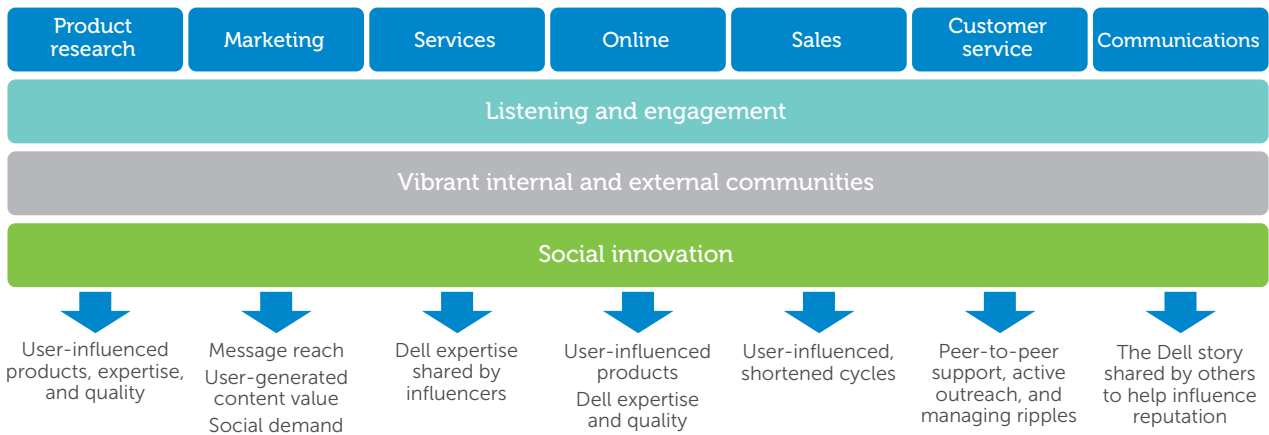 Product
research
Marketing
Services
Online
Sales
Customer
service
Communications
Listening and engagement
Vibrant internal and external communities
Social innovation
User-influenced
products, expertise,
and quality
Message reach
User-generated
content value
Social demand
Dell expertise
shared by
influencers
User-influenced
products
Dell expertise
and quality
User-influenced,
shortened cycles
Peer-to-peer
support, active
outreach, and
managing ripples
The Dell story
shared by others
to help influence
reputation